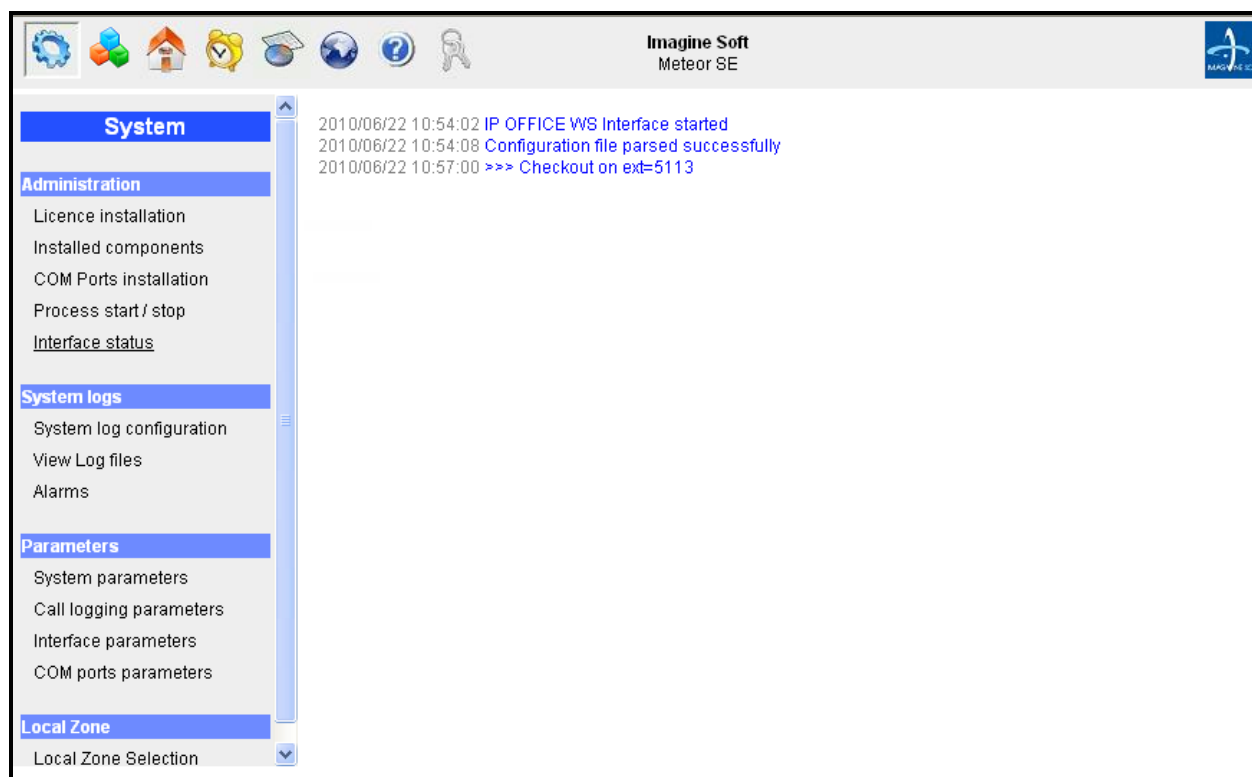 Imagine Soft
Meteor SE
System
Administration
Licence installation
Installed components
COM Ports installation
Process start / stop
Interface status
System logs
System log configuration
View Log files
Alarms
Parameters
System parameters
Call logging parameters
Interface parameters
COM ports parameters
Local Zone
Local Zone Selection
2010/06/22 10:54:02 IP OFFICE WS Interface started
2010/06/22 10:54:08 Configuration file parsed successfully
2010/06/22 10:57:00 >>> Checkout on ext=5113